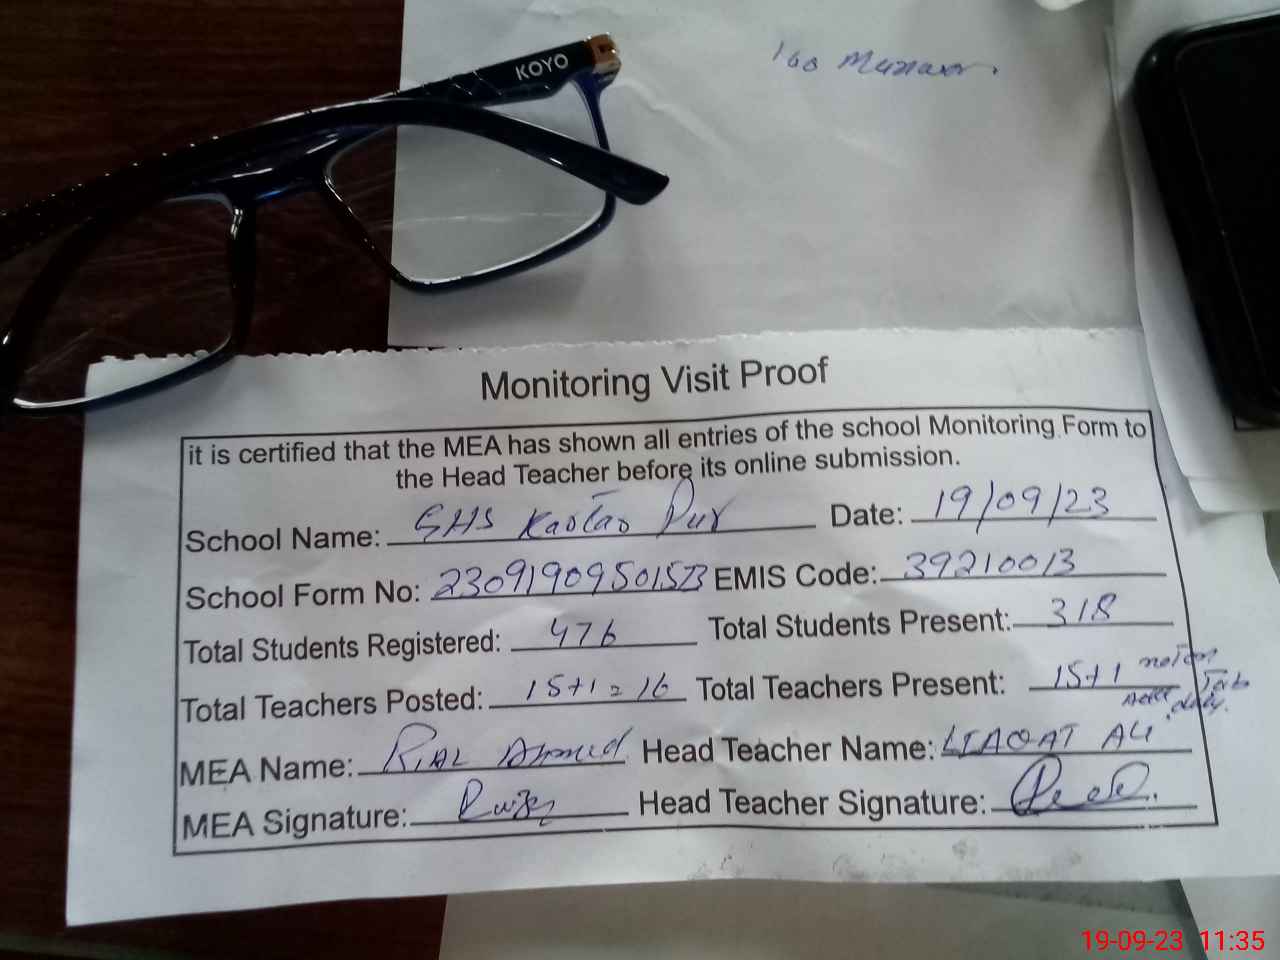 KOYO
Monitoring Visit Proof
it is certified that the MEA has shown all entries of the school Monitoring Form to
the Head Teacher before its online submission.
School Name: GHS Pur Date: 19/09/23
School Form No: EMIS Code: 39210013
Total Students Registered: 476 Total Students Present: 318
Total Teachers Posted: 15+1=16 Total Teachers Present: 15+1
MEA Name: Ahmed Head Teacher Name: LIAQAT ALI
MEA Signature: Head Teacher Signature:
19-09-23 11:35